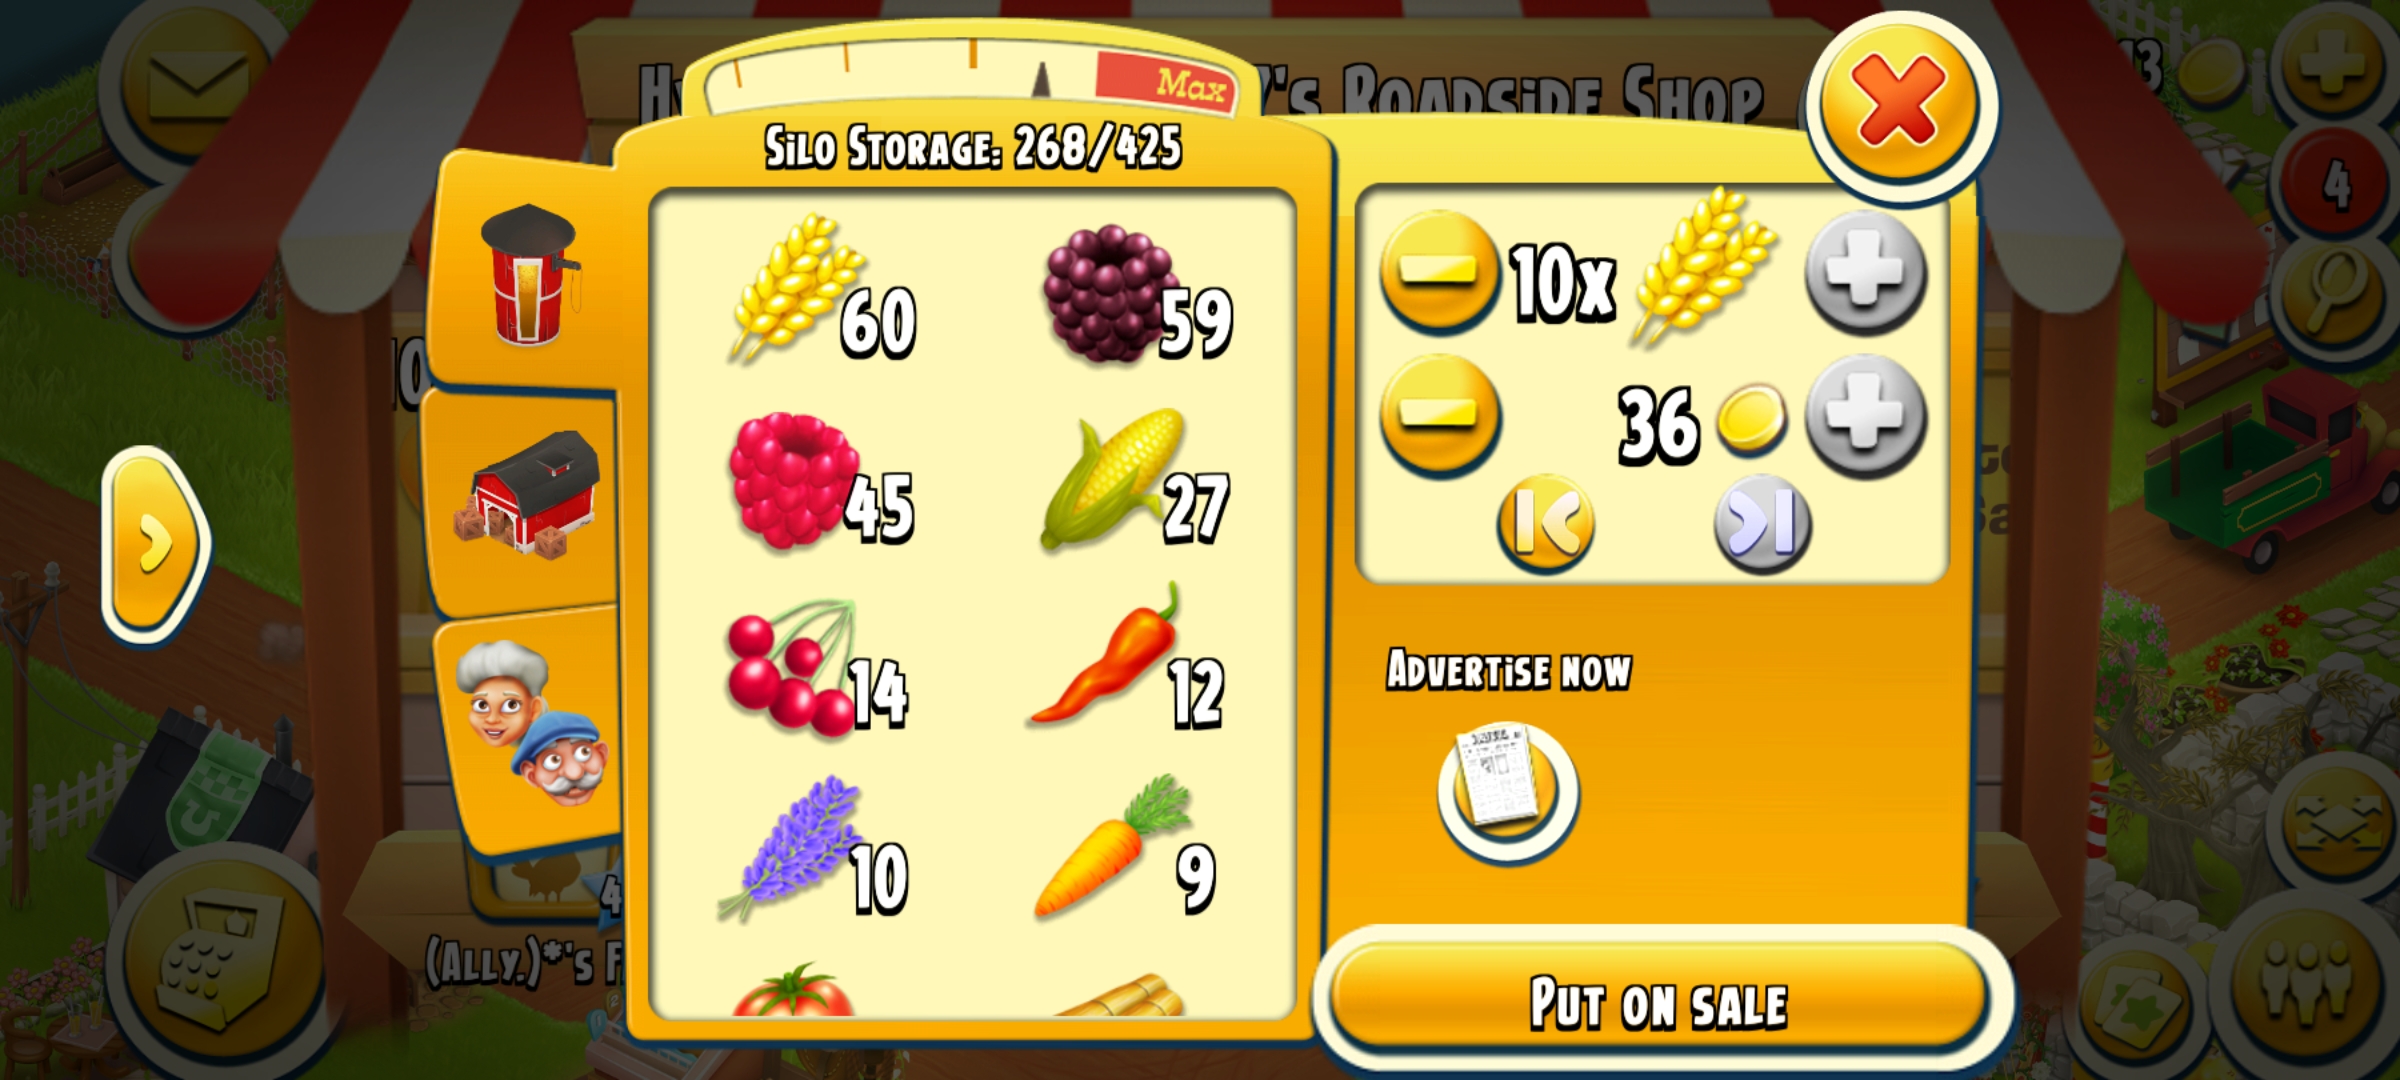 Max
's Roadside Shop
Silo Storage: 268/425
60
59
10x
45
27
36
14
12
Advertise now
10
9
Put on sale
4
(Ally.)*'s F